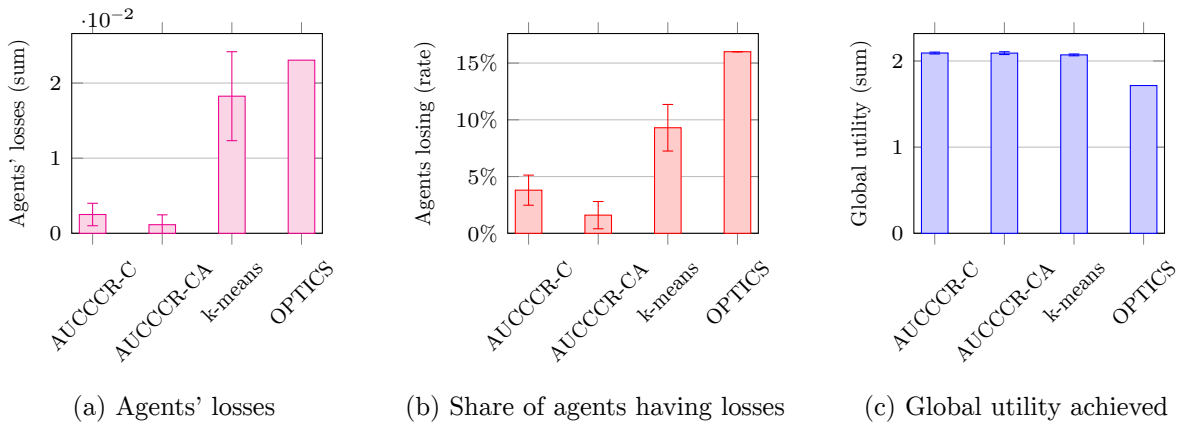 ·10−2
Agents' losses (sum)
2
1
0
AUCCCR-C
AUCCCR-CA
k-means
OPTICS
(a) Agents' losses
Agents losing (rate)
15%
10%
5%
0%
AUCCCR-C
AUCCCR-CA
k-means
OPTICS
(b) Share of agents having losses
Global utility (sum)
2
1
0
AUCCCR-C
AUCCCR-CA
k-means
OPTICS
(c) Global utility achieved